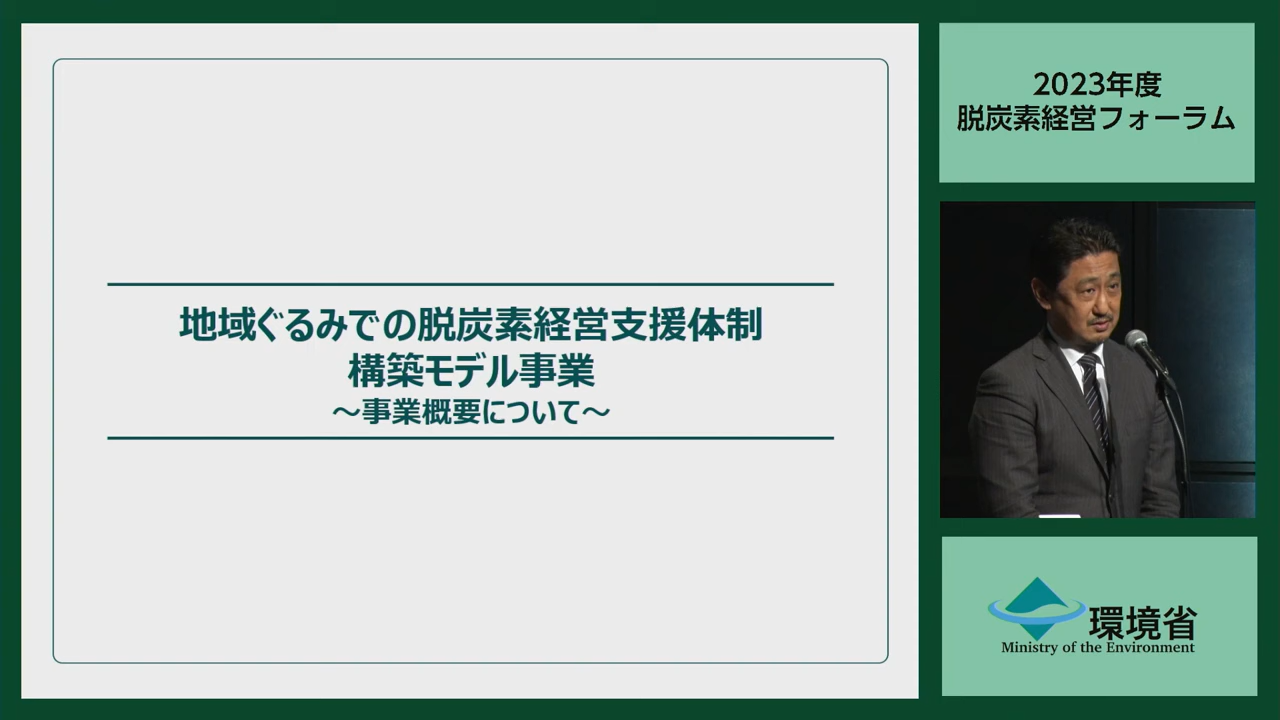 地域ぐるみでの脱炭素経営支援体制
構築モデル事業
～事業概要について～
2023年度
脱炭素経営フォーラム
環境省
Ministry of the Environment